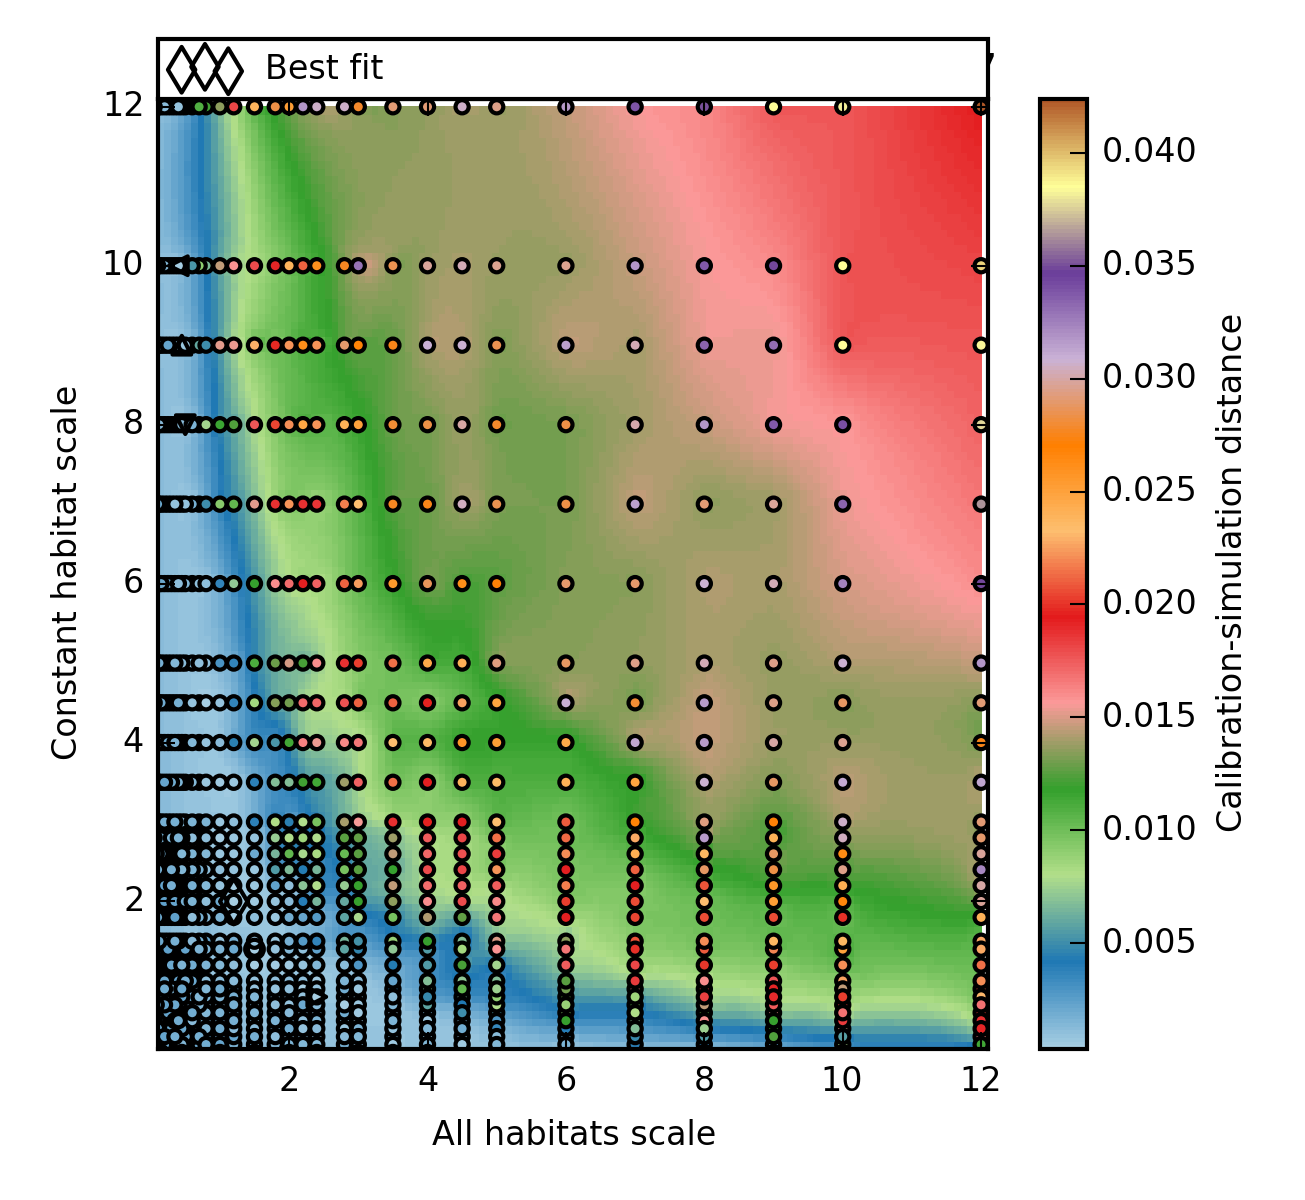 Best fit
12
10
8
6
4
2
Constant habitat scale
2 4 6 8 10 12
All habitats scale
0.040
0.035
0.030
0.025
0.020
0.015
0.010
0.005
Calibration-simulation distance